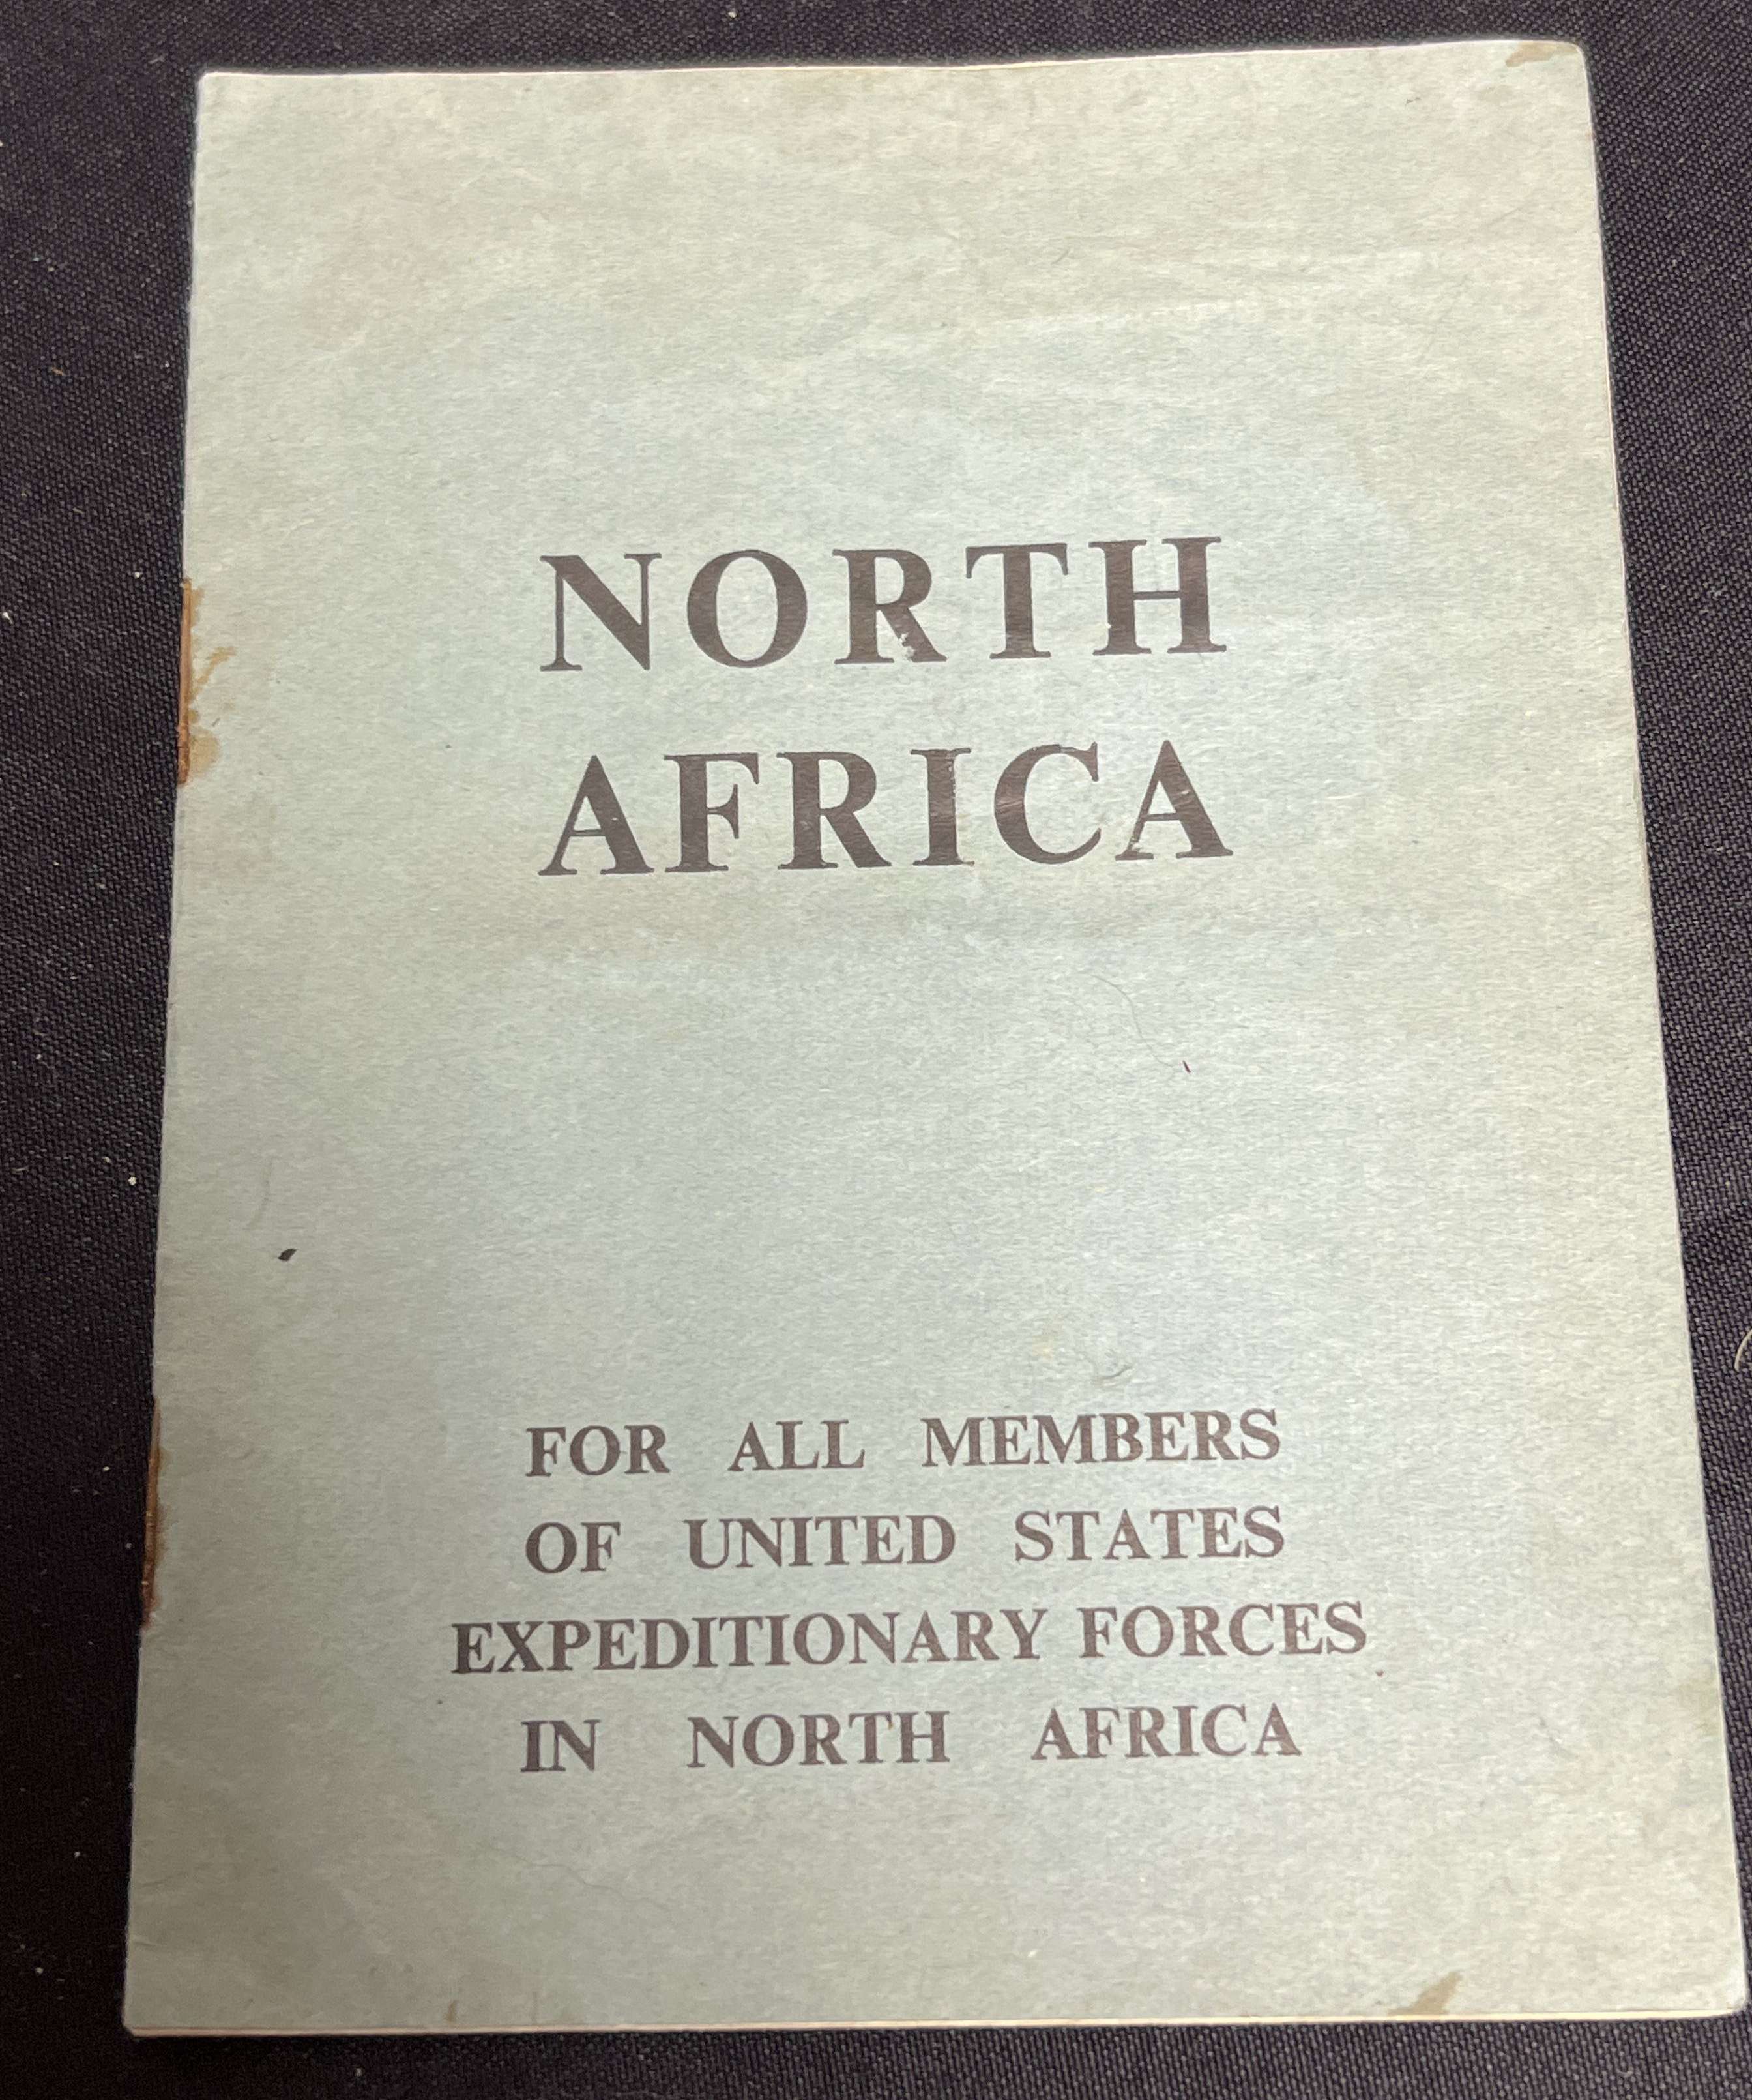 NORTH
AFRICA
FOR ALL MEMBERS
OF UNITED STATES
EXPEDITIONARY FORCES
IN NORTH AFRICA